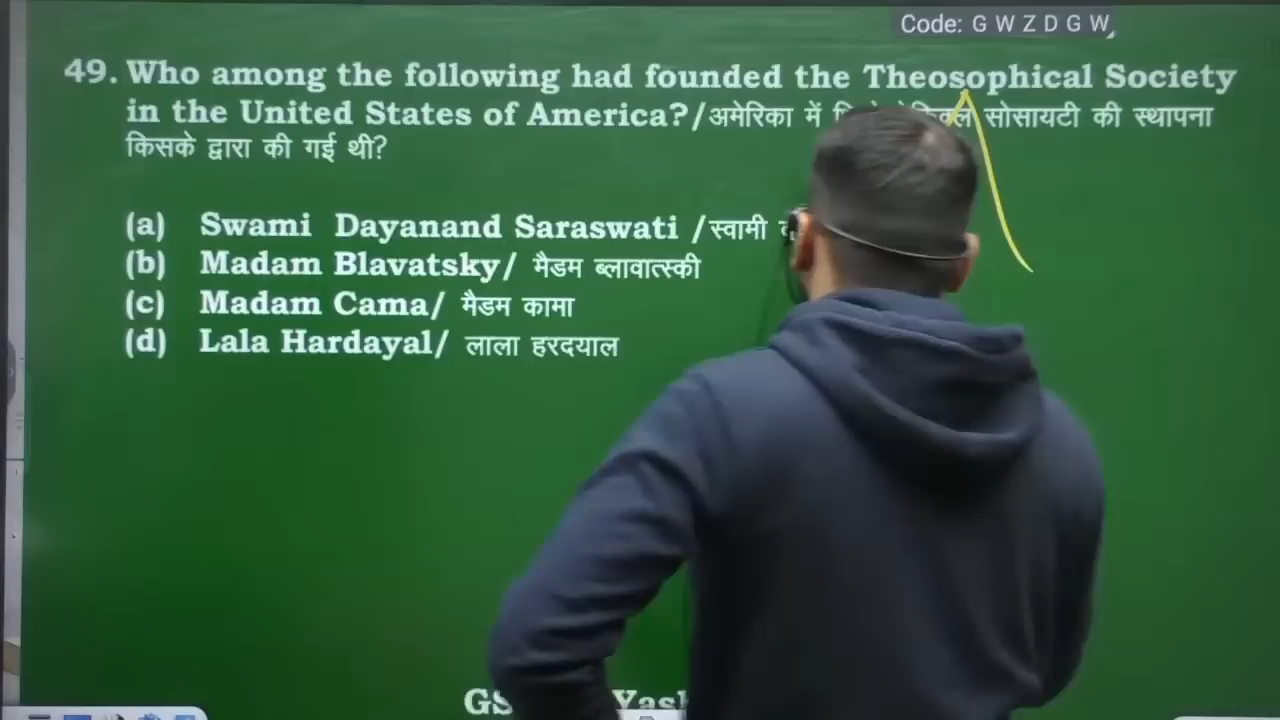 Code: G W Z D G W
49. Who among the following had founded the Theosophical Society
in the United States of America?/अमेरिका में सोसायटी की स्थापना
किसके द्वारा की गई थी?
(a) Swami Dayanand Saraswati /स्वामी
(b) Madam Blavatsky/ मैडम ब्लावात्स्की
(c) Madam Cama/ मैडम कामा
(d) Lala Hardayal/ लाला हरदयाल